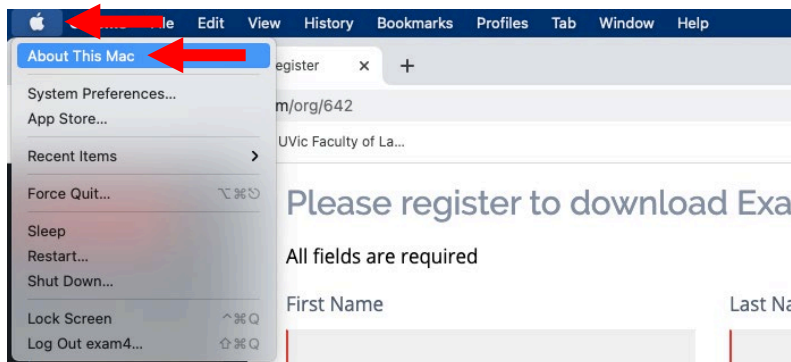 File Edit View History Bookmarks Profiles Tab Window Help
About This Mac
egister × +
System Preferences...
m/org/642
App Store...
UVic Faculty of La...
Recent Items >
Force Quit... ⌥⌘⎋
Please register to download Exa
Sleep
Restart...
All fields are required
Shut Down...
First Name Last Na
Lock Screen ^⌘Q
Log Out exam4... ⇧⌘Q